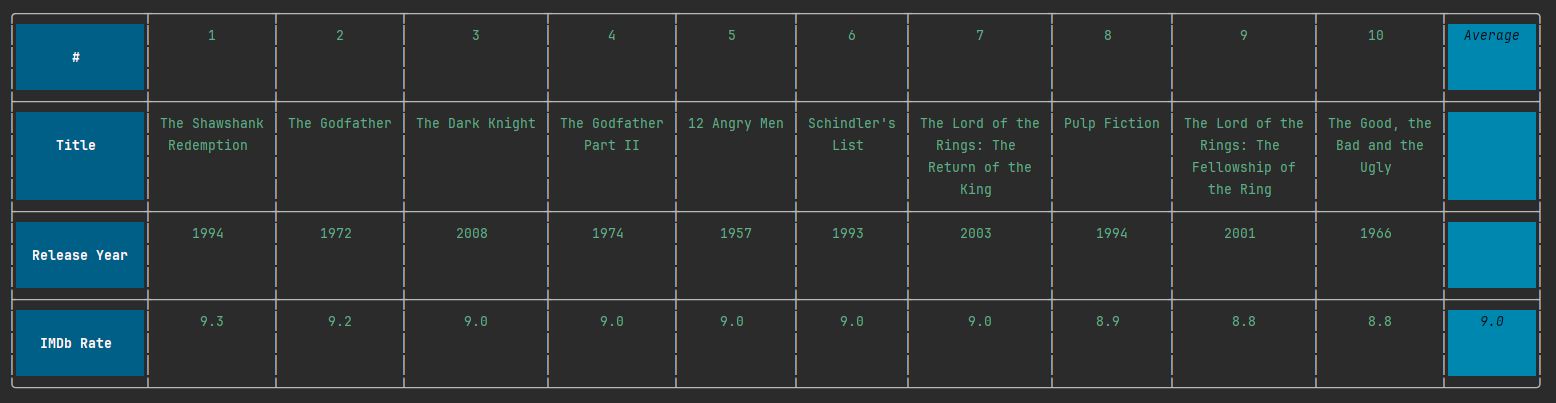 # 1 2 3 4 5 6 7 8 9 10 Average
Title The Shawshank Redemption The Godfather The Dark Knight The Godfather Part II 12 Angry Men Schindler's List The Lord of the Rings: The Return of the King Pulp Fiction The Lord of the Rings: The Fellowship of the Ring The Good, the Bad and the Ugly
Release Year 1994 1972 2008 1974 1957 1993 2003 1994 2001 1966
IMDb Rate 9.3 9.2 9.0 9.0 9.0 9.0 9.0 8.9 8.8 8.8 9.0